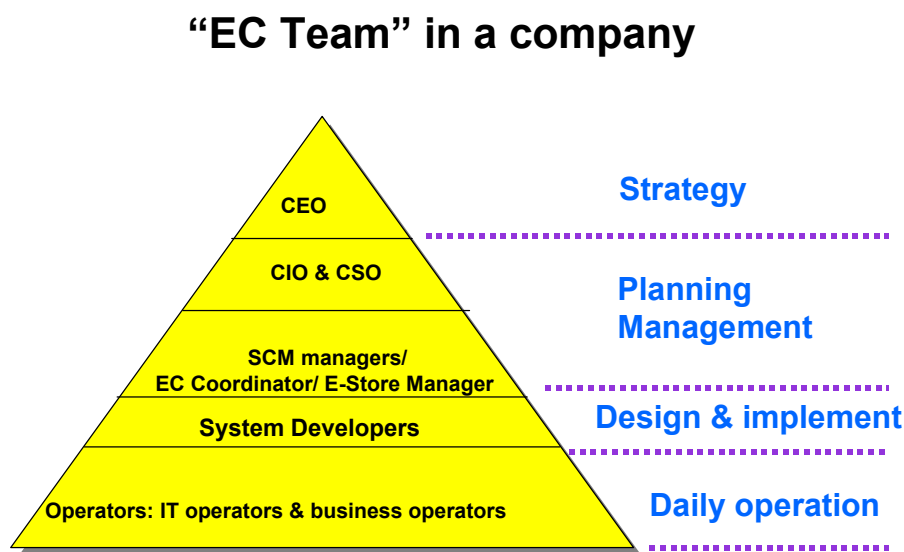 “EC Team” in a company
CEO
Strategy
CIO & CSO
Planning
Management
SCM managers/
EC Coordinator/ E-Store Manager
System Developers
Design & implement
Operators: IT operators & business operators
Daily operation